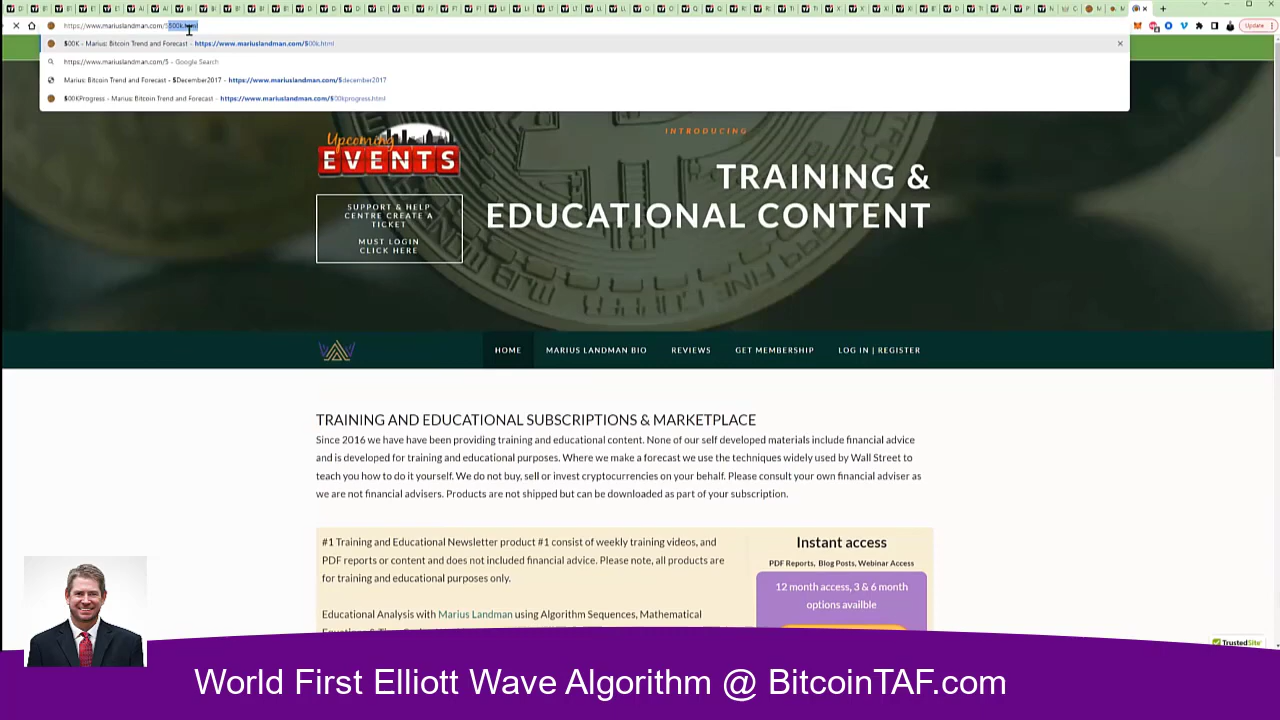 https://www.mariuslandman.com/$500k.html
Update
$00K - Marius: Bitcoin Trend and Forecast - https://www.mariuslandman.com/$00k.html
https://www.mariuslandman.com/$ - Google Search
Marius: Bitcoin Trend and Forecast - $December2017 - https://www.mariuslandman.com/$december2017
$00KProgress - Marius: Bitcoin Trend and Forecast - https://www.mariuslandman.com/$00kprogress.html
Upcoming
EVENTS
INTRODUCING
TRAINING &
EDUCATIONAL CONTENT
SUPPORT & HELP
CENTRE CREATE A
TICKET
MUST LOGIN
CLICK HERE
HOME
MARIUS LANDMAN BIO
REVIEWS
GET MEMBERSHIP
LOG IN | REGISTER
TRAINING AND EDUCATIONAL SUBSCRIPTIONS & MARKETPLACE
Since 2016 we have have been providing training and educational content. None of our self developed materials include financial advice
and is developed for training and educational purposes. Where we make a forecast we use the techniques widely used by Wall Street to
teach you how to do it yourself. We do not buy, sell or invest cryptocurrencies on your behalf. Please consult your own financial adviser as
we are not financial advisers. Products are not shipped but can be downloaded as part of your subscription.
#1 Training and Educational Newsletter product #1 consist of weekly training videos, and
PDF reports or content and does not included financial advice. Please note, all products are
for training and educational purposes only.
Educational Analysis with Marius Landman using Algorithm Sequences, Mathematical
Instant access
PDF Reports, Blog Posts, Webinar Access
12 month access, 3 & 6 month
options availble
TrustedSite
World First Elliott Wave Algorithm @ BitcoinTAF.com